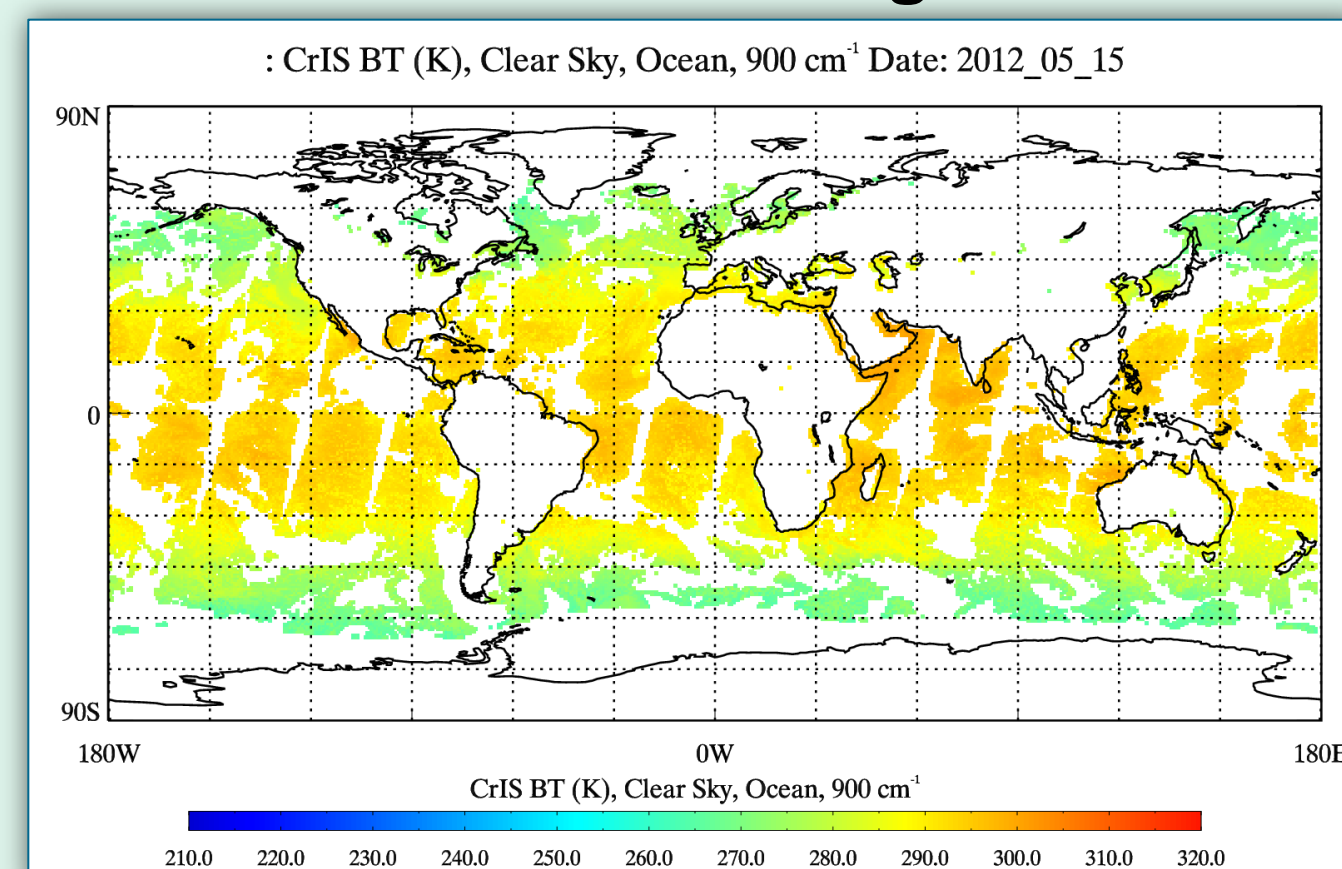 : CrIS BT (K), Clear Sky, Ocean, 900 cm⁻¹ Date: 2012_05_15
90N
0
90S
180W 0W 180E
CrIS BT (K), Clear Sky, Ocean, 900 cm⁻¹
210.0 220.0 230.0 240.0 250.0 260.0 270.0 280.0 290.0 300.0 310.0 320.0